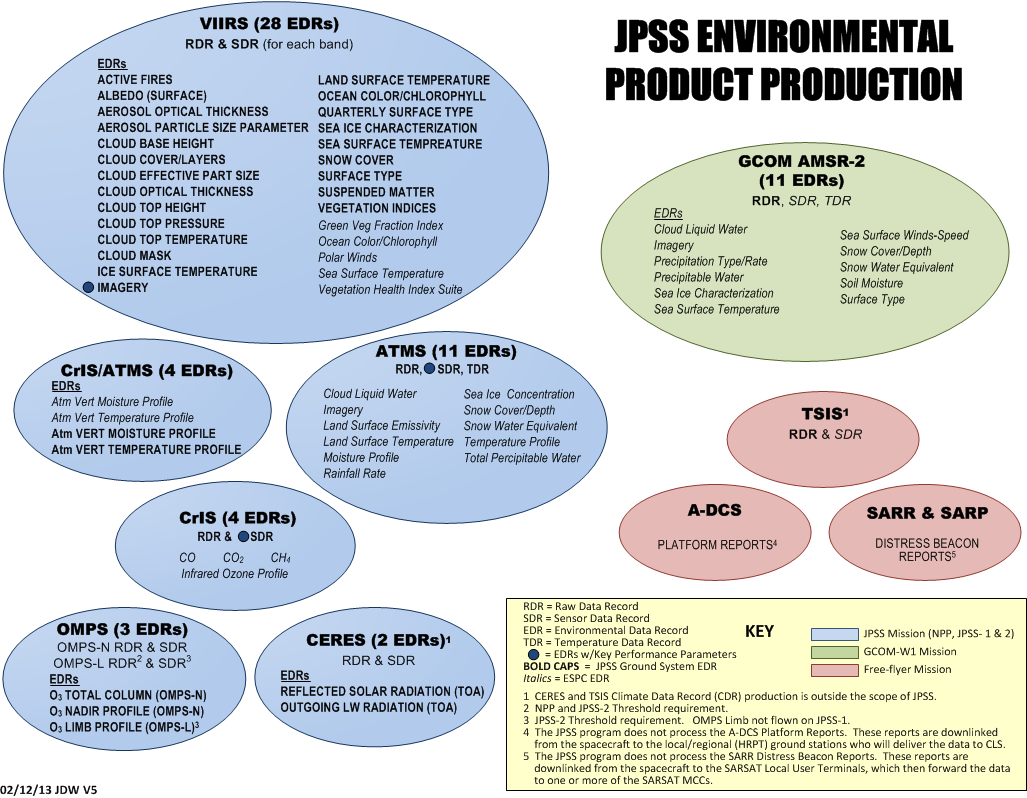 JPSS ENVIRONMENTAL
PRODUCT PRODUCTION
VIIRS (28 EDRs)
RDR & SDR (for each band)
EDRs
ACTIVE FIRES
ALBEDO (SURFACE)
AEROSOL OPTICAL THICKNESS
AEROSOL PARTICLE SIZE PARAMETER
CLOUD BASE HEIGHT
CLOUD COVER/LAYERS
CLOUD EFFECTIVE PART SIZE
CLOUD OPTICAL THICKNESS
CLOUD TOP HEIGHT
CLOUD TOP PRESSURE
CLOUD TOP TEMPERATURE
CLOUD MASK
ICE SURFACE TEMPERATURE
IMAGERY
LAND SURFACE TEMPERATURE
OCEAN COLOR/CHLOROPHYLL
QUARTERLY SURFACE TYPE
SEA ICE CHARACTERIZATION
SEA SURFACE TEMPREATURE
SNOW COVER
SURFACE TYPE
SUSPENDED MATTER
VEGETATION INDICES
Green Veg Fraction Index
Ocean Color/Chlorophyll
Polar Winds
Sea Surface Temperature
Vegetation Health Index Suite
GCOM AMSR-2
(11 EDRs)
RDR, SDR, TDR
EDRs
Cloud Liquid Water
Imagery
Precipitation Type/Rate
Precipitable Water
Sea Ice Characterization
Sea Surface Temperature
Sea Surface Winds-Speed
Snow Cover/Depth
Snow Water Equivalent
Soil Moisture
Surface Type
CrIS/ATMS (4 EDRs)
EDRs
Atm Vert Moisture Profile
Atm Vert Temperature Profile
Atm VERT MOISTURE PROFILE
Atm VERT TEMPERATURE PROFILE
ATMS (11 EDRs)
RDR, SDR, TDR
Cloud Liquid Water
Imagery
Land Surface Emissivity
Land Surface Temperature
Moisture Profile
Rainfall Rate
Sea Ice Concentration
Snow Cover/Depth
Snow Water Equivalent
Temperature Profile
Total Percipitable Water
TSIS¹
RDR & SDR
A-DCS
PLATFORM REPORTS⁴
SARR & SARP
DISTRESS BEACON
REPORTS⁵
CrIS (4 EDRs)
RDR & SDR
CO CO₂ CH₄
Infrared Ozone Profile
OMPS (3 EDRs)
OMPS-N RDR & SDR
OMPS-L RDR² & SDR³
EDRs
O₃ TOTAL COLUMN (OMPS-N)
O₃ NADIR PROFILE (OMPS-N)
O₃ LIMB PROFILE (OMPS-L)³
CERES (2 EDRs)¹
RDR & SDR
EDRs
REFLECTED SOLAR RADIATION (TOA)
OUTGOING LW RADIATION (TOA)
KEY
RDR = Raw Data Record
SDR = Sensor Data Record
EDR = Environmental Data Record
TDR = Temperature Data Record
= EDRs w/Key Performance Parameters
BOLD CAPS = JPSS Ground System EDR
Italics = ESPC EDR
JPSS Mission (NPP, JPSS- 1 & 2)
GCOM-W1 Mission
Free-flyer Mission
1 CERES and TSIS Climate Data Record (CDR) production is outside the scope of JPSS.
2 NPP and JPSS-2 Threshold requirement.
3 JPSS-2 Threshold requirement. OMPS Limb not flown on JPSS-1.
4 The JPSS program does not process the A-DCS Platform Reports. These reports are downlinked
from the spacecraft to the local/regional (HRPT) ground stations who will deliver the data to CLS.
5 The JPSS program does not process the SARR Distress Beacon Reports. These reports are
downlinked from the spacecraft to the SARSAT Local User Terminals, which then forward the data
to one or more of the SARSAT MCCs.
02/12/13 JDW V5